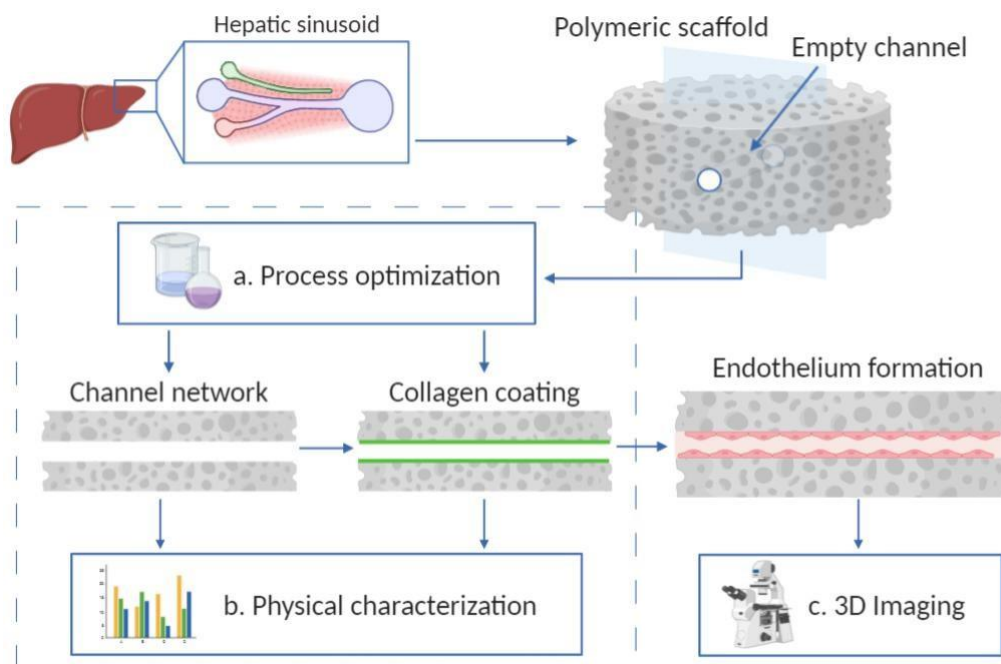 Hepatic sinusoid
Polymeric scaffold
Empty channel
a. Process optimization
Channel network
Collagen coating
Endothelium formation
b. Physical characterization
c. 3D Imaging